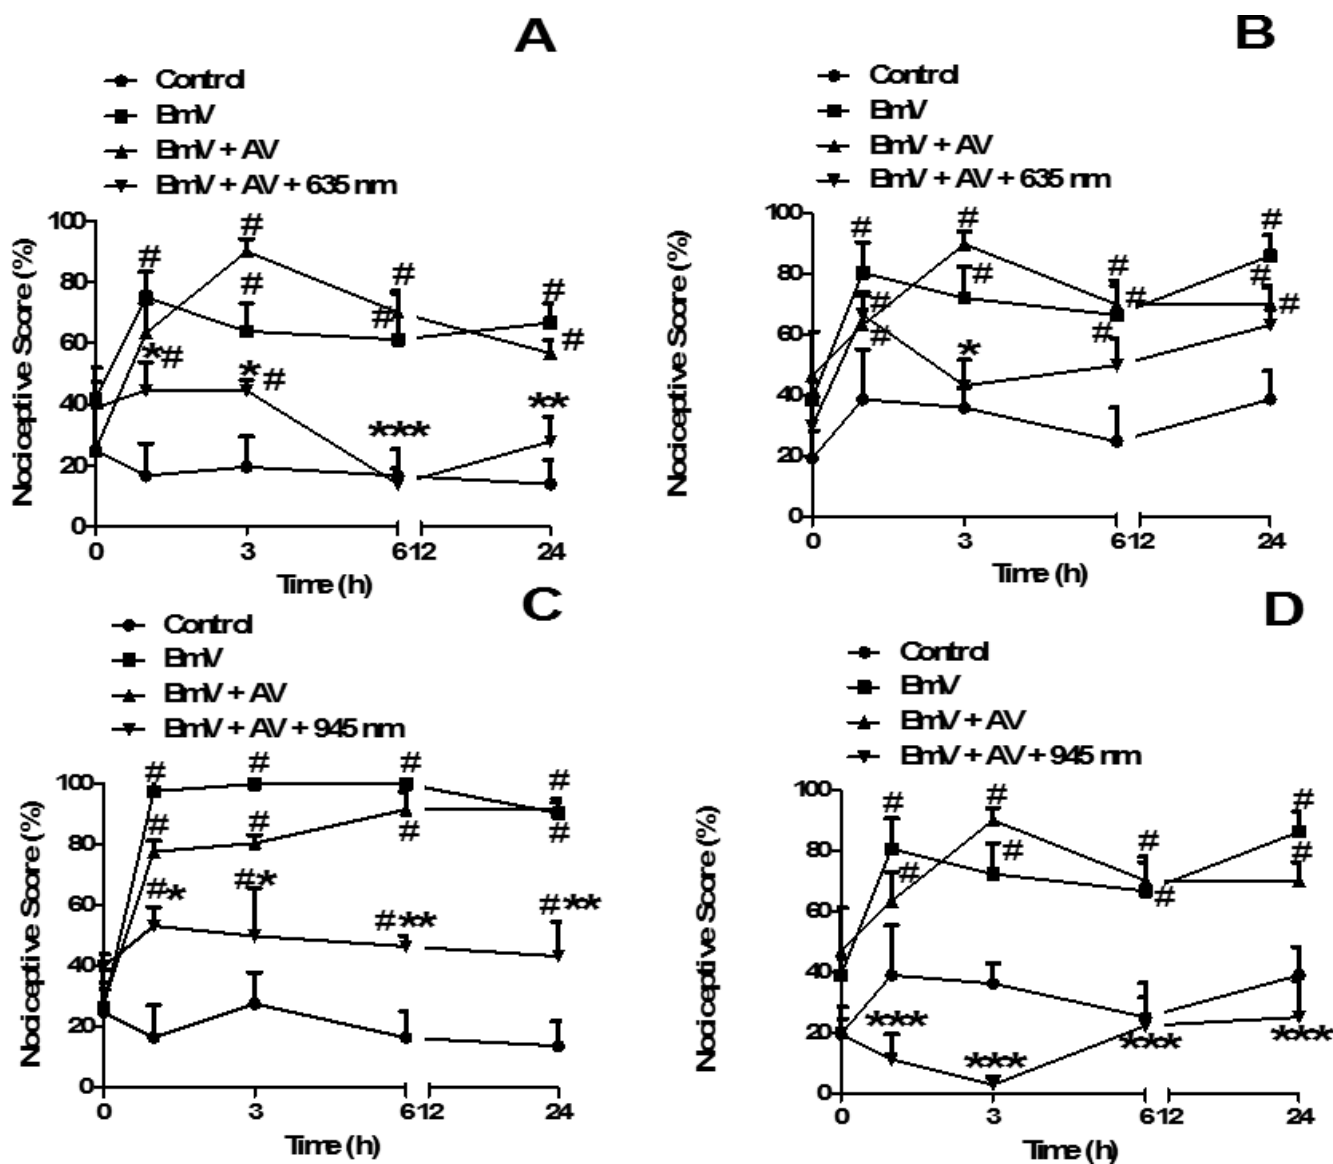 A
Control
BmV
BmV + AV
BmV + AV + 635 nm
# # # # # # # #
*# *# *** **
Nociceptive Score (%)
100
80
60
40
20
0
0 3 6 12 24
Time (h)
B
Control
BmV
BmV + AV
BmV + AV + 635 nm
# # # # # # # # # # #
*
Nociceptive Score (%)
100
80
60
40
20
0
0 3 6 12 24
Time (h)
C
Control
BmV
BmV + AV
BmV + AV + 945 nm
# # # #
# # # #
#* #* #** #**
Nociceptive Score (%)
100
80
60
40
20
0
0 3 6 12 24
Time (h)
D
Control
BmV
BmV + AV
BmV + AV + 945 nm
# # # #
# # # #
*** *** *** ***
Nociceptive Score (%)
100
80
60
40
20
0
0 3 6 12 24
Time (h)